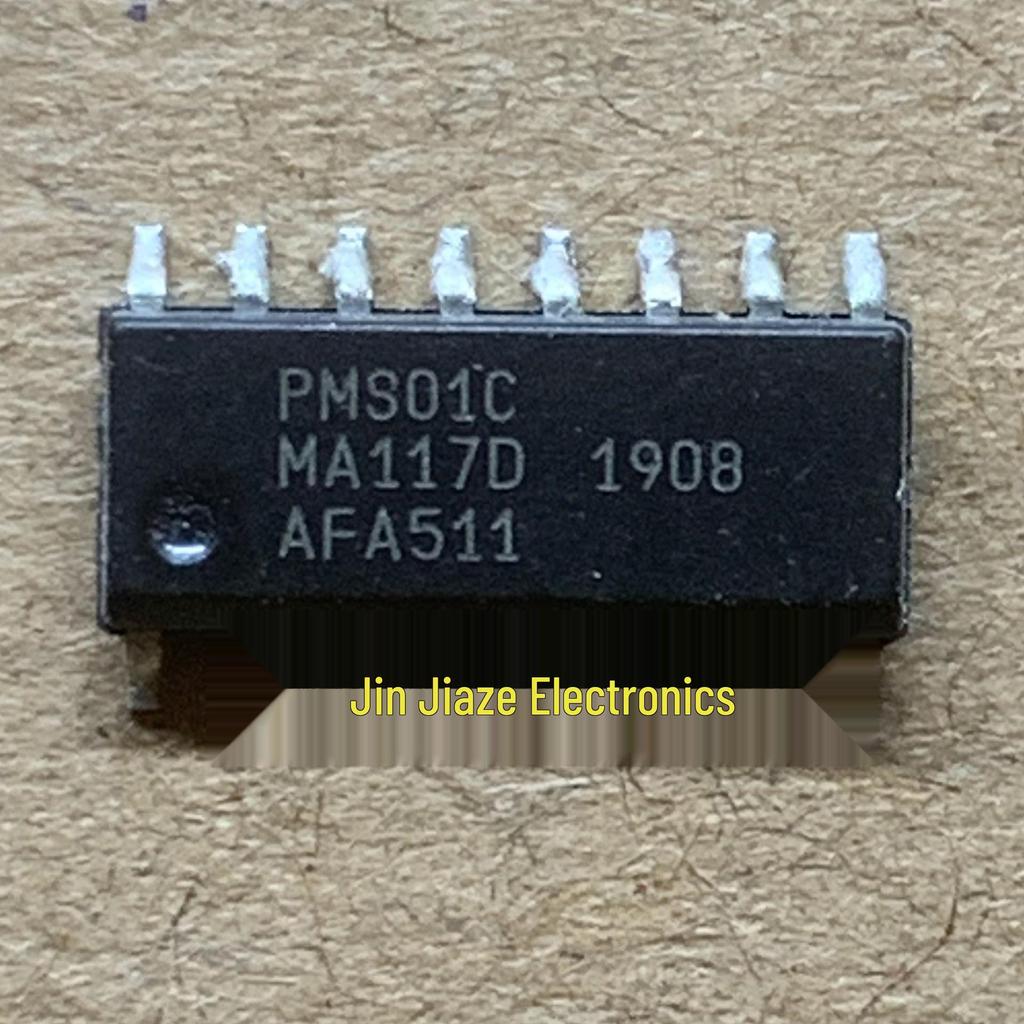 PMS01C
MA117D 1908
AFA511
Jin Jiaze Electronics